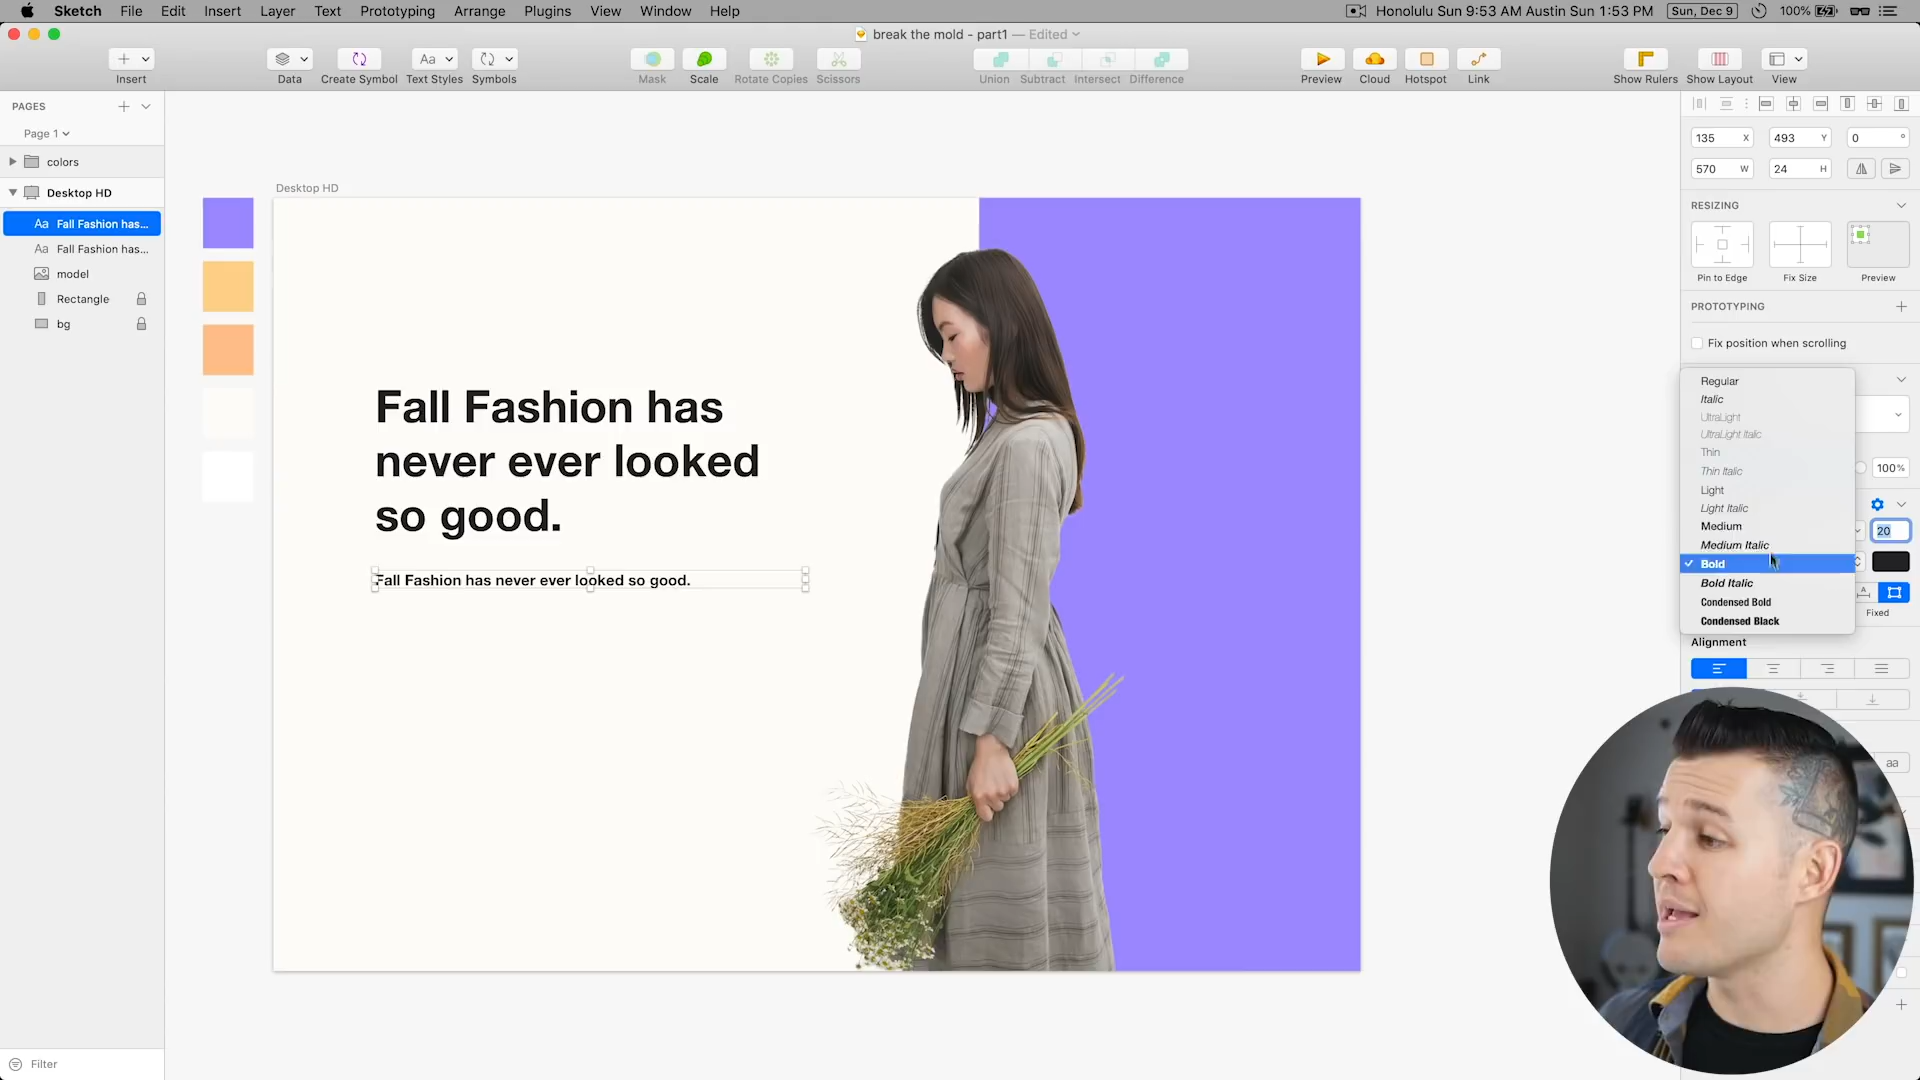 Sketch File Edit Insert Layer Text Prototyping Arrange Plugins View Window Help Honolulu Sun 9:53 AM Austin Sun 1:53 PM Sun, Dec 9 100%
break the mold - part1 — Edited
Insert Data Create Symbol Text Styles Symbols Mask Scale Rotate Copies Scissors Union Subtract Intersect Difference Preview Cloud Hotspot Link Show Rulers Show Layout View
Aa
PAGES
Page 1
colors
Desktop HD
Aa Fall Fashion has...
Aa Fall Fashion has...
model
Rectangle
bg
Filter
Desktop HD
Fall Fashion has
never ever looked
so good.
Fall Fashion has never ever looked so good.
135 X 493 Y 0 °
570 W 24 H
RESIZING
Pin to Edge Fix Size Preview
PROTOTYPING
Fix position when scrolling
Regular
Italic
UltraLight
UltraLight Italic
Thin
Thin Italic
Light
Light Italic
Medium
Medium Italic
Bold
Bold Italic
Condensed Bold
Condensed Black
100%
20
A
Fixed
Alignment
aa